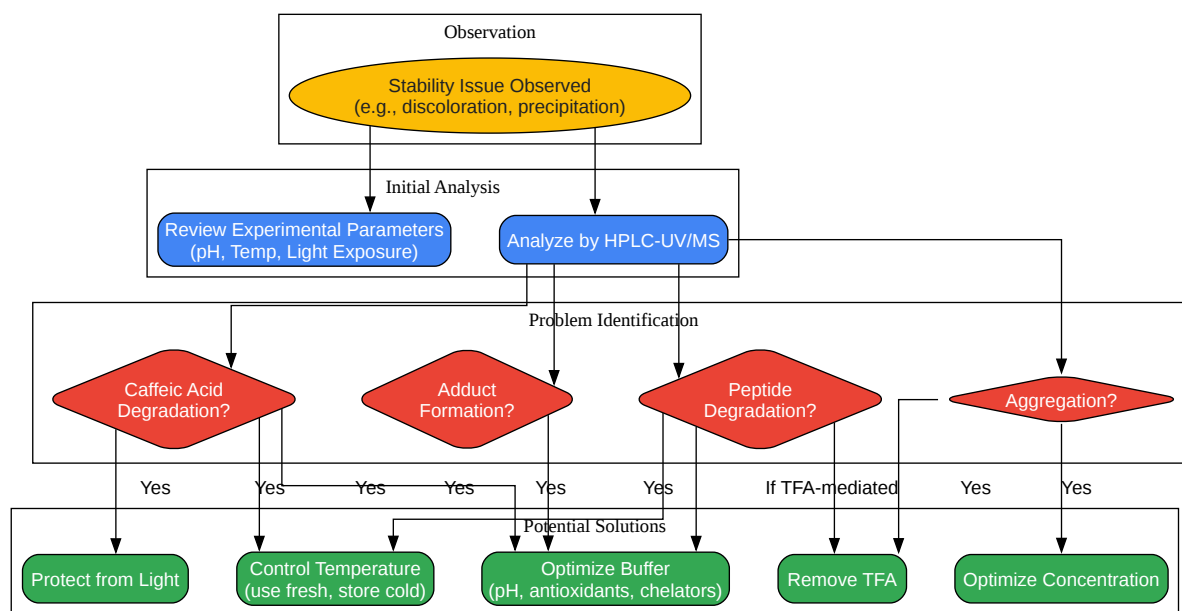 Observation
Stability Issue Observed
(e.g., discoloration, precipitation)
Initial Analysis
Review Experimental Parameters
(pH, Temp, Light Exposure)
Analyze by HPLC-UV/MS
Problem Identification
Caffeic Acid
Degradation?
Adduct
Formation?
Peptide
Degradation?
Aggregation?
Yes
Yes
Yes
Yes
Yes
Yes
If TFA-mediated
Yes
Yes
Potential Solutions
Protect from Light
Control Temperature
(use fresh, store cold)
Optimize Buffer
(pH, antioxidants, chelators)
Remove TFA
Optimize Concentration